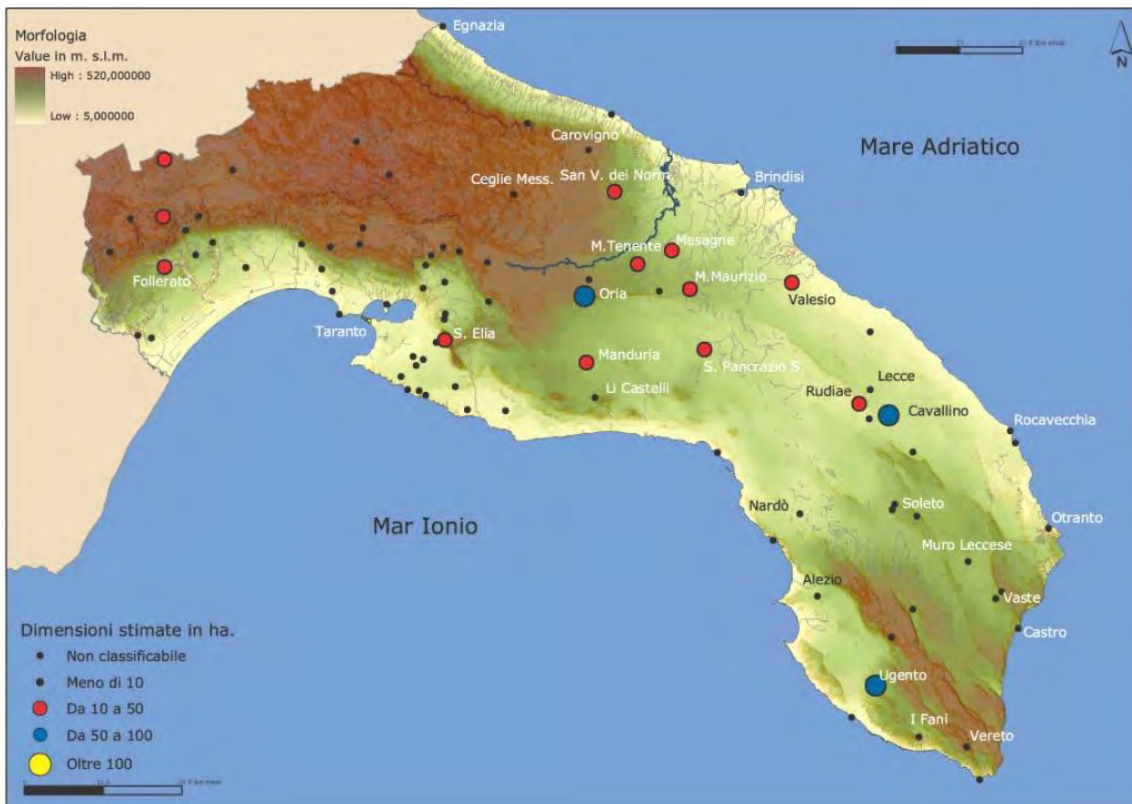 Egnazia
Morfologia
Value in m. s.l.m.
High : 520,000000
Low : 5,000000
N
Carovigno
Mare Adriatico
Ceglie Mess.
San V. dei Norm.
Brindisi
M.Tenente
Mesagne
Follerato
Oria
M.Maurizio
Valesio
Taranto
S. Elia
Manduria
S. Pancrazio S.
Li Castelli
Lecce
Rudiae
Cavallino
Rocavecchia
Mar Ionio
Nardò
Soleto
Otranto
Muro Leccese
Alezio
Vaste
Castro
Dimensioni stimate in ha.
Non classificabile
Meno di 10
Da 10 a 50
Da 50 a 100
Oltre 100
Ugento
I Fani
Vereto